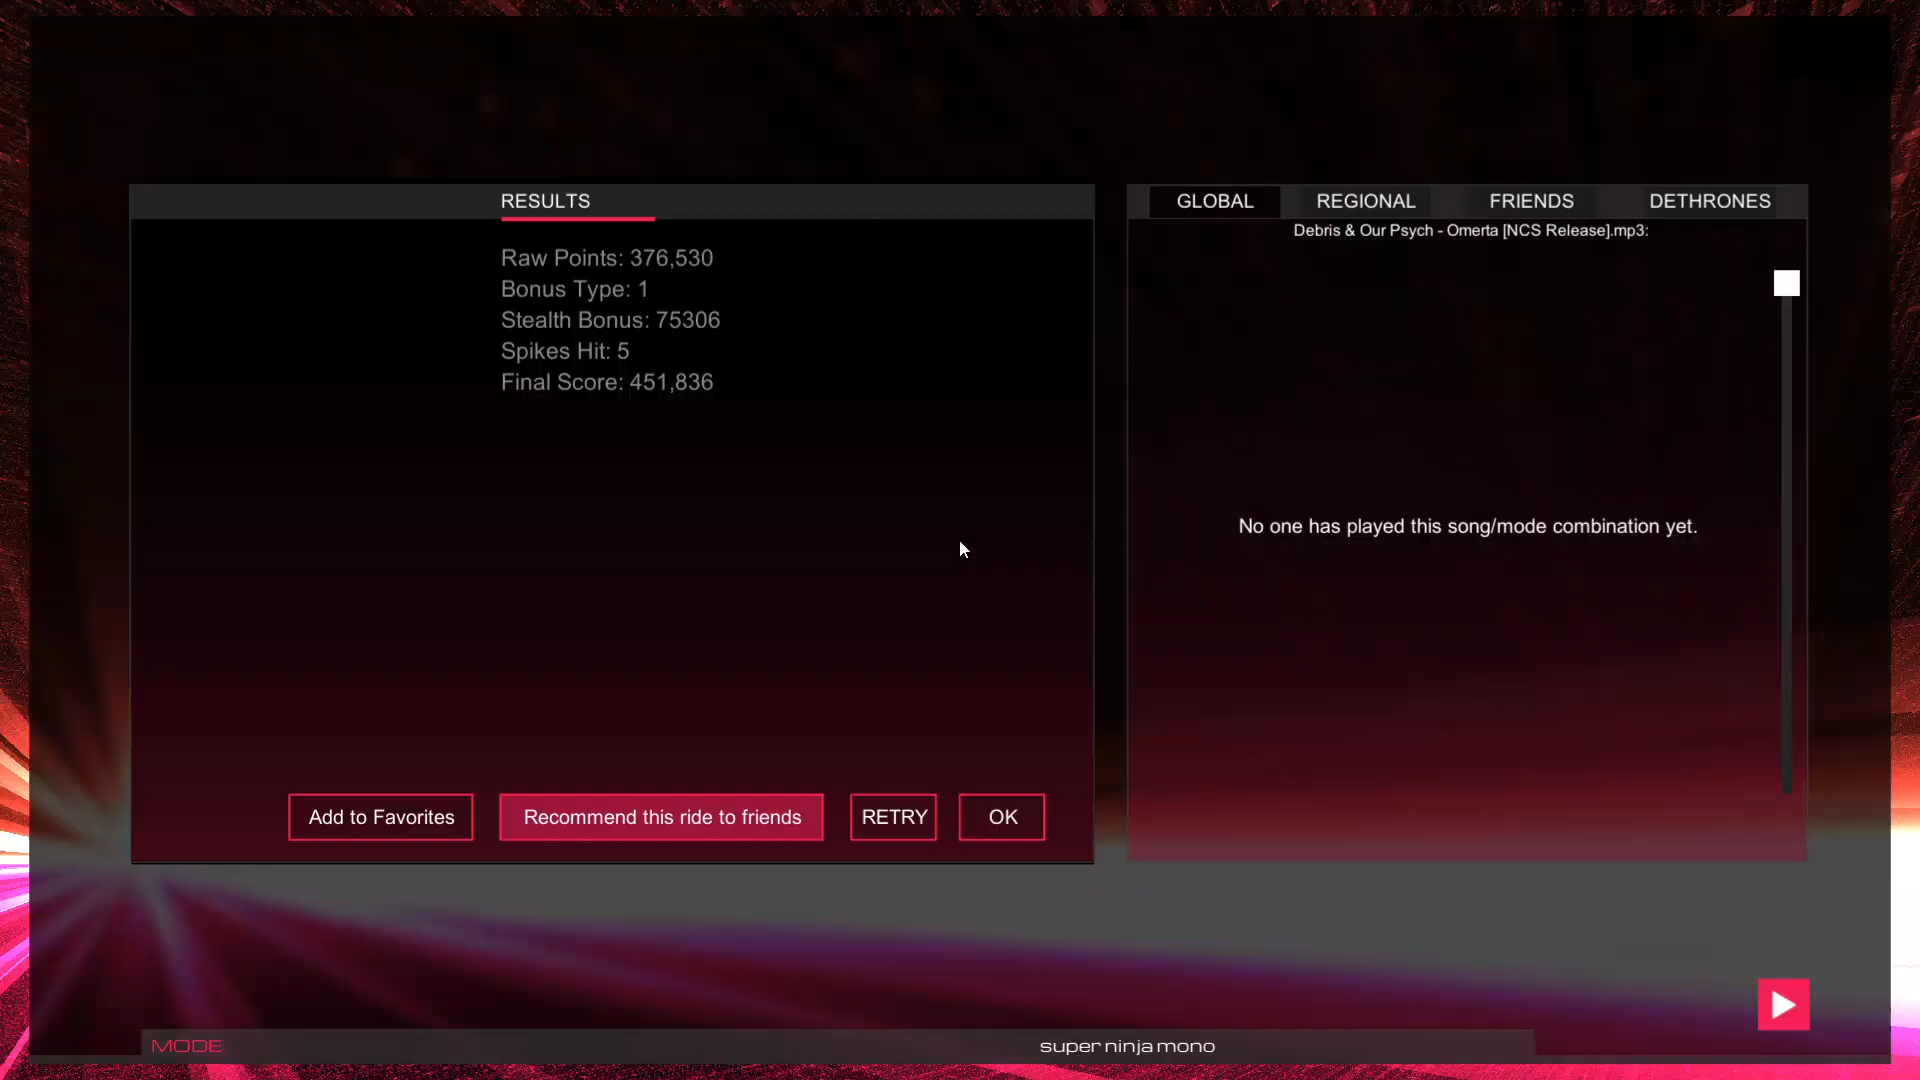 RESULTS
Raw Points: 376,530
Bonus Type: 1
Stealth Bonus: 75306
Spikes Hit: 5
Final Score: 451,836
Add to Favorites
Recommend this ride to friends
RETRY
OK
GLOBAL REGIONAL FRIENDS DETHRONES
Debris & Our Psych - Omerta [NCS Release].mp3:
No one has played this song/mode combination yet.
MODE
super ninja mono